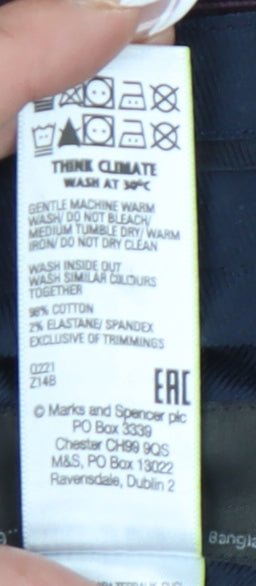 THINK CLIMATE
WASH AT 30°C
GENTLE MACHINE WARM
WASH/ DO NOT BLEACH/
MEDIUM TUMBLE DRY/ WARM
IRON/ DO NOT DRY CLEAN
WASH INSIDE OUT
WASH SIMILAR COLOURS
TOGETHER
98% COTTON
2% ELASTANE/ SPANDEX
EXCLUSIVE OF TRIMMINGS
Q221
Z14B
EAC
© Marks and Spencer plc
PO Box 3339
Chester CH99 9QS
M&S, PO Box 13022
Ravensdale, Dublin 2
Bangla